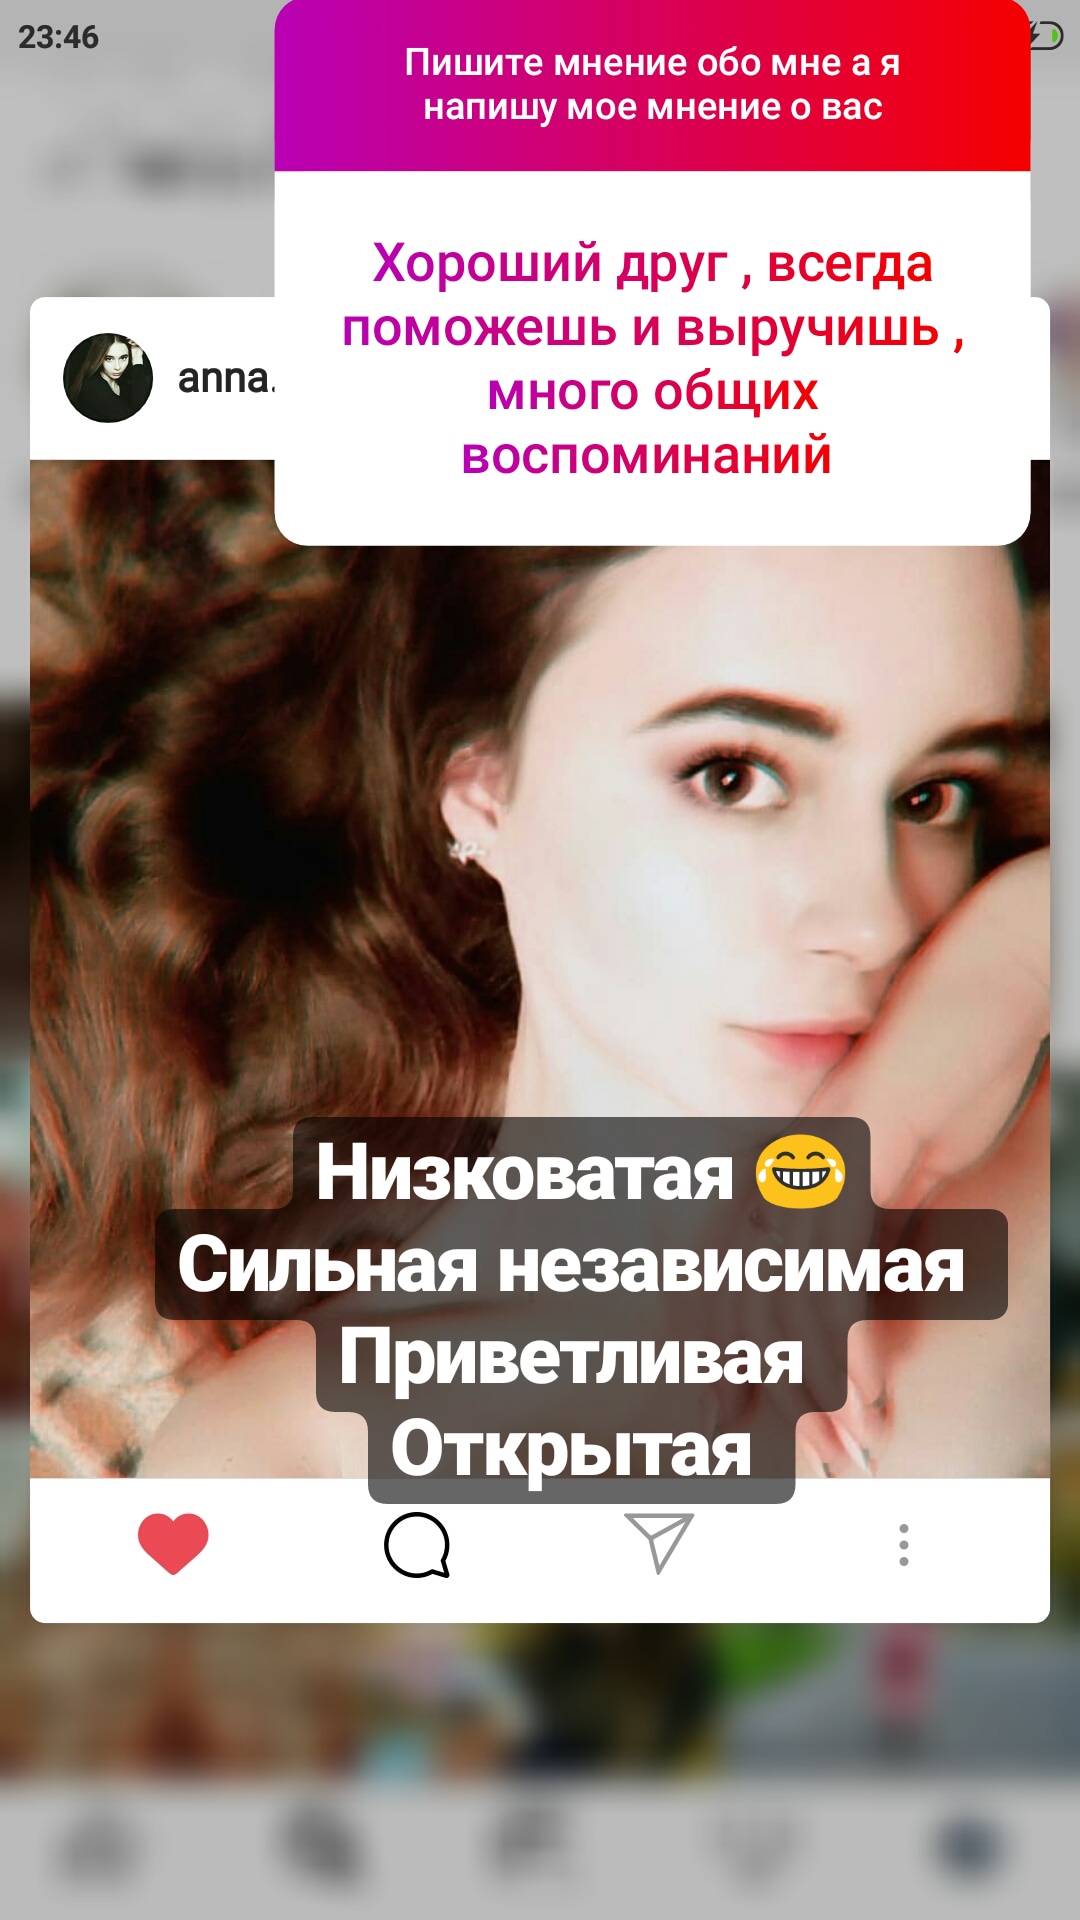 23:46
Пишите мнение обо мне а я
напишу мое мнение о вас
Хороший друг , всегда
поможешь и выручишь ,
много общих
воспоминаний
anna.
Низковатая 😂
Сильная независимая
Приветливая
Открытая